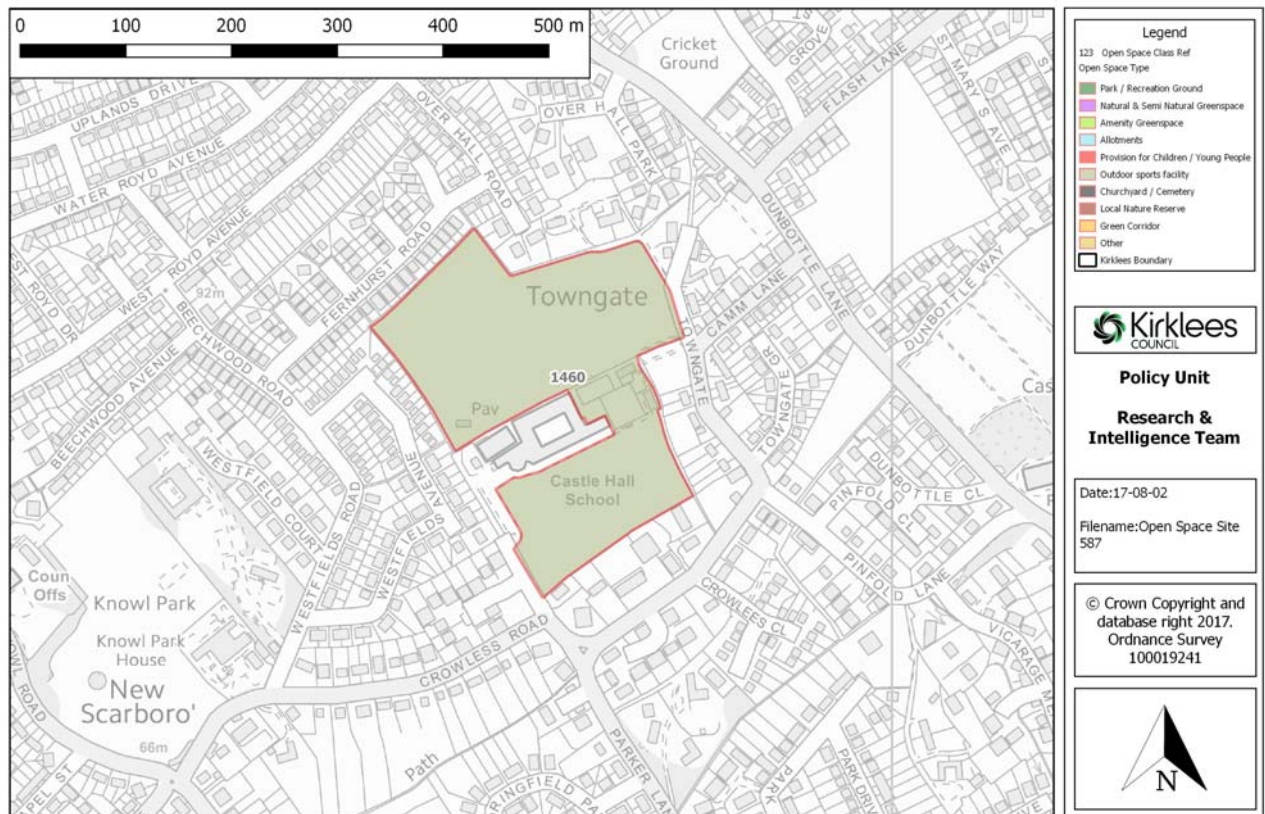 0 100 200 300 400 500 m
Cricket
Ground
GROVE
FLASH LANE
ST MARY'S AVE
UPLANDS DRIVE
OVER HALL ROAD
OVER HALL PARK
WATER ROYD AVENUE
WEST ROYD AVENUE
WEST ROYD DR
92m
FERNHURST ROAD
BEECHWOOD ROAD
BEECHWOOD AVENUE
DUNBOTTLE LANE
DUNBOTTLE WAY
Towngate
TOWNGATE
CAMM LANE
TOWNGATE GR
1460
Pav
Castle Hall
School
WESTFIELDS AVENUE
WESTFIELD COURT
WESTFIELDS ROAD
DUNBOTTLE CL
PINFOLD CL
PINFOLD LANE
Coun
Offs
Knowl Park
Knowl Park
House
New
Scarboro'
66m
CROWLESS ROAD
CROWLEES CL
PARKER LANE
Path
PARK DRIVE
Legend
123 Open Space Class Ref
Open Space Type
Park / Recreation Ground
Natural & Semi Natural Greenspace
Amenity Greenspace
Allotments
Provision for Children / Young People
Outdoor sports facility
Churchyard / Cemetery
Local Nature Reserve
Green Corridor
Other
Kirklees Boundary
Kirklees
COUNCIL
Policy Unit
Research &
Intelligence Team
Date:17-08-02
Filename:Open Space Site
587
© Crown Copyright and
database right 2017.
Ordnance Survey
100019241
N